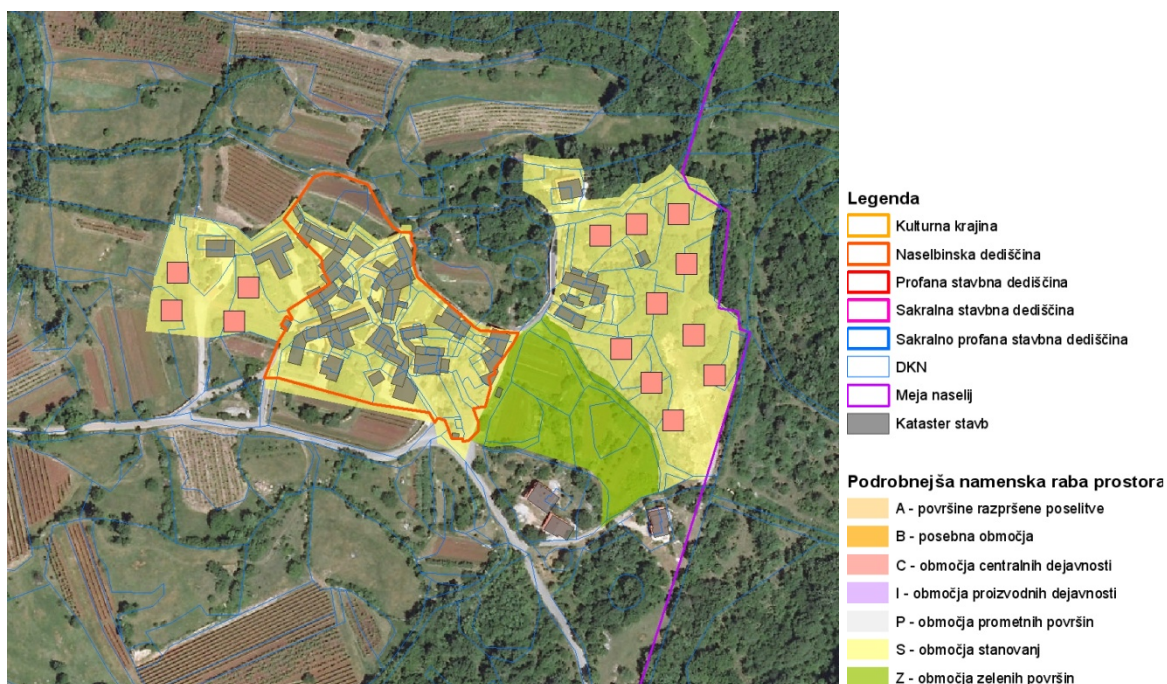 Legenda
Kulturna krajina
Naselbinska dediščina
Profana stavbna dediščina
Sakralna stavbna dediščina
Sakralno profana stavbna dediščina
DKN
Meja naselij
Kataster stavb
Podrobnejša namenska raba prostora
A - površine razpršene poselitve
B - posebna območja
C - območja centralnih dejavnosti
I - območja proizvodnih dejavnosti
P - območja prometnih površin
S - območja stanovanj
Z - območja zelenih površin